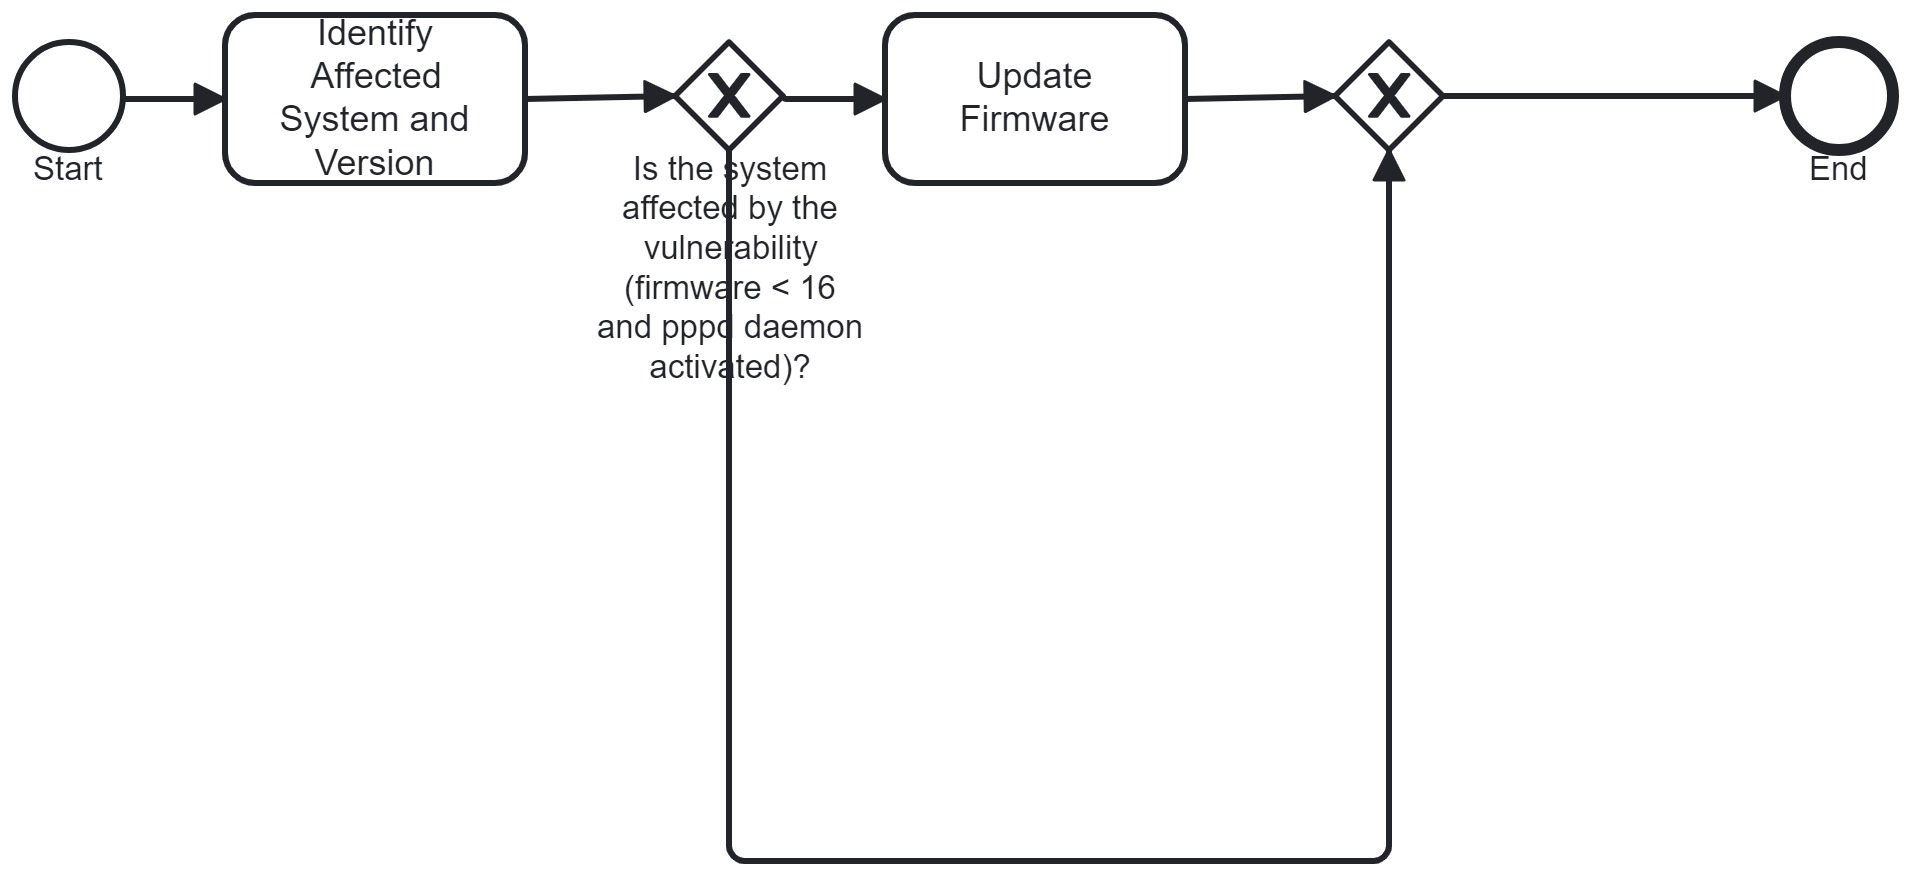 Start
Identify
Affected
System and
Version
X
Is the system
affected by the
vulnerability
(firmware < 16
and pppd daemon
activated)?
Update
Firmware
X
End